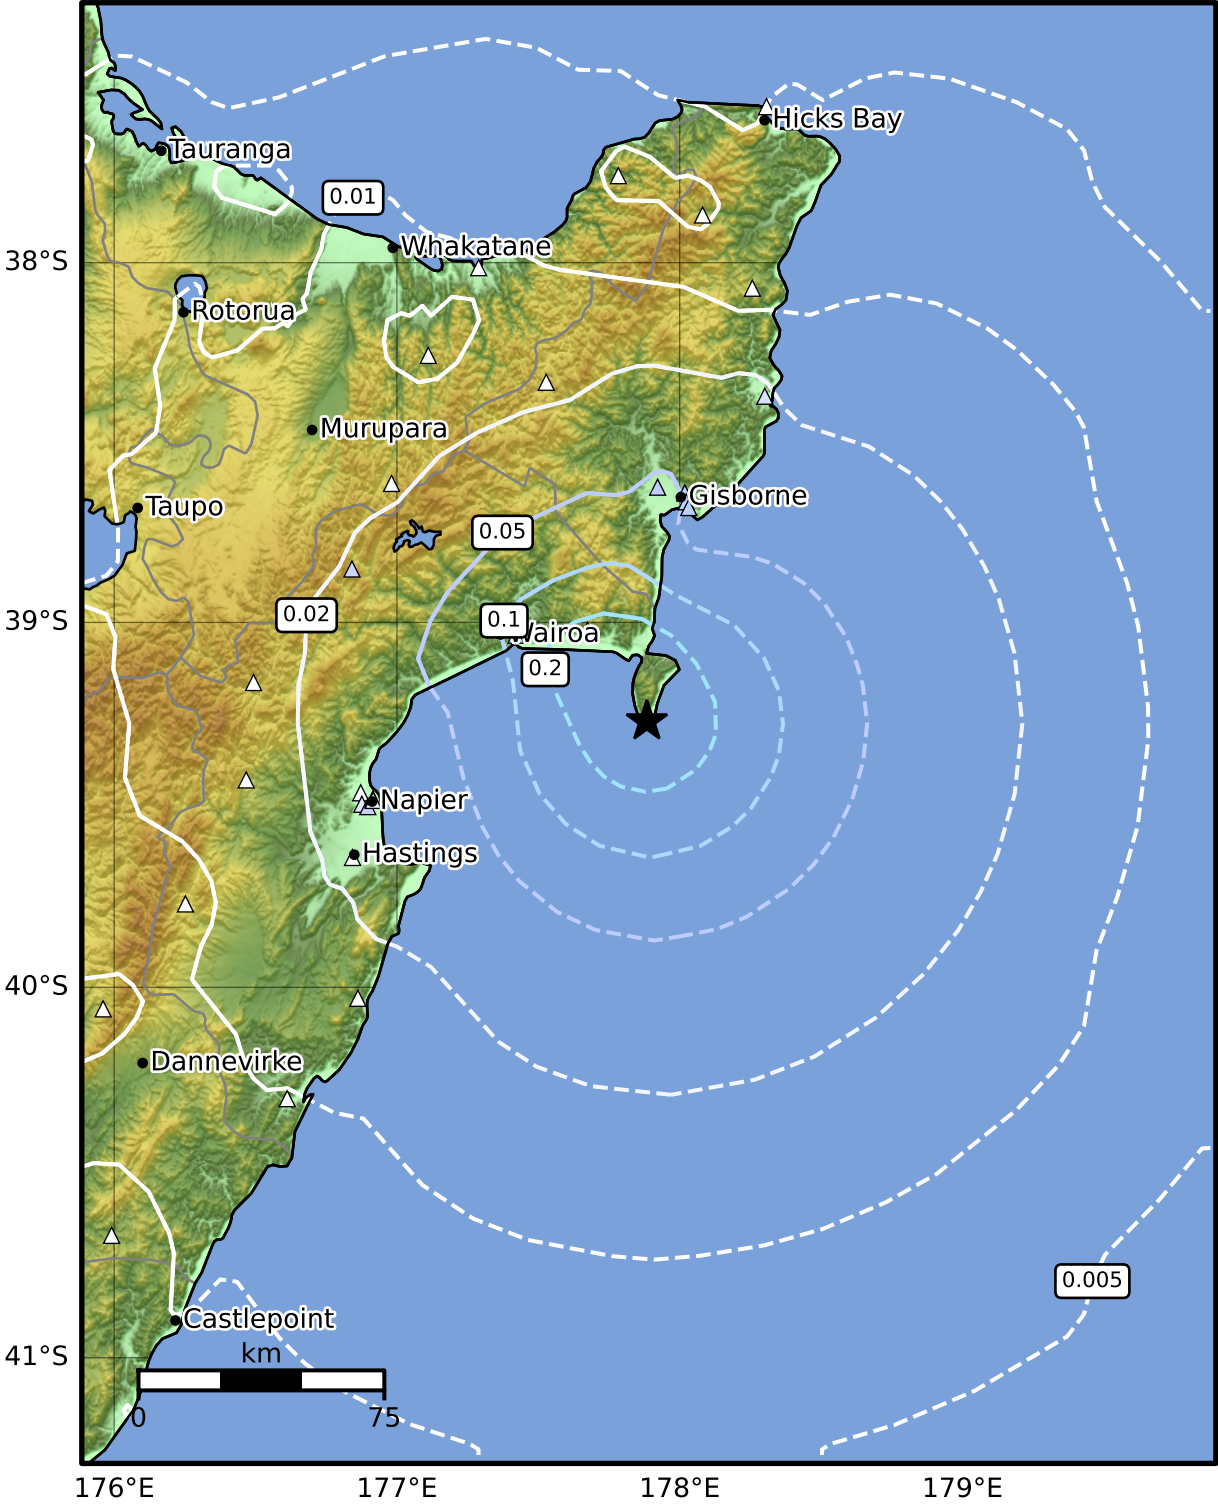 Hicks Bay
Tauranga
0.01
Whakatane
38°S
Rotorua
Murupara
Gisborne
Taupo
0.05
0.02
0.1
39°S
Wairoa
0.2
Napier
Hastings
40°S
Dannevirke
0.005
Castlepoint
km
41°S
0
75
176°E
177°E
178°E
179°E